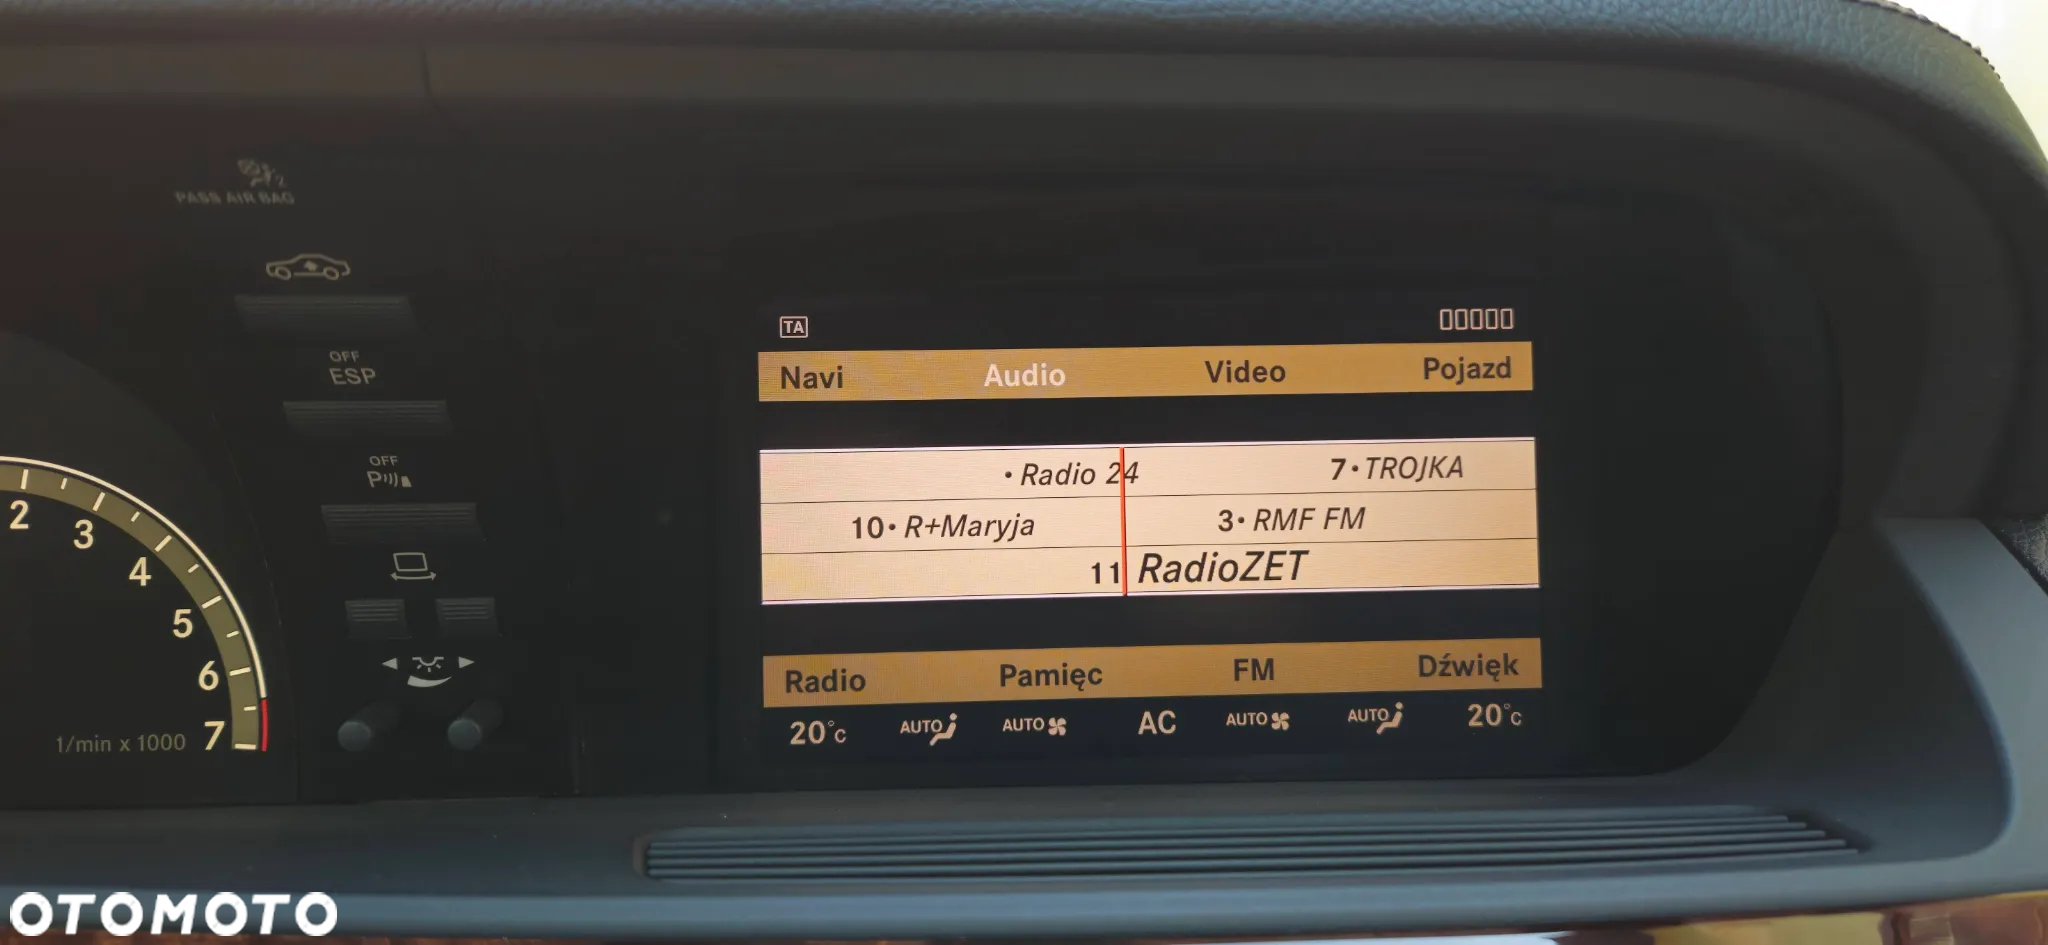 PASS AIR BAG
OFF
ESP
OFF
P
2
3
4
5
6
7
1/min x 1000
TA
Navi Audio Video Pojazd
• Radio 24 7 • TROJKA
10 • R+Maryja 3 • RMF FM
11 RadioZET
Radio Pamięc FM Dźwięk
20°C AUTO AUTO AC AUTO AUTO 20°C
OTOMOTO